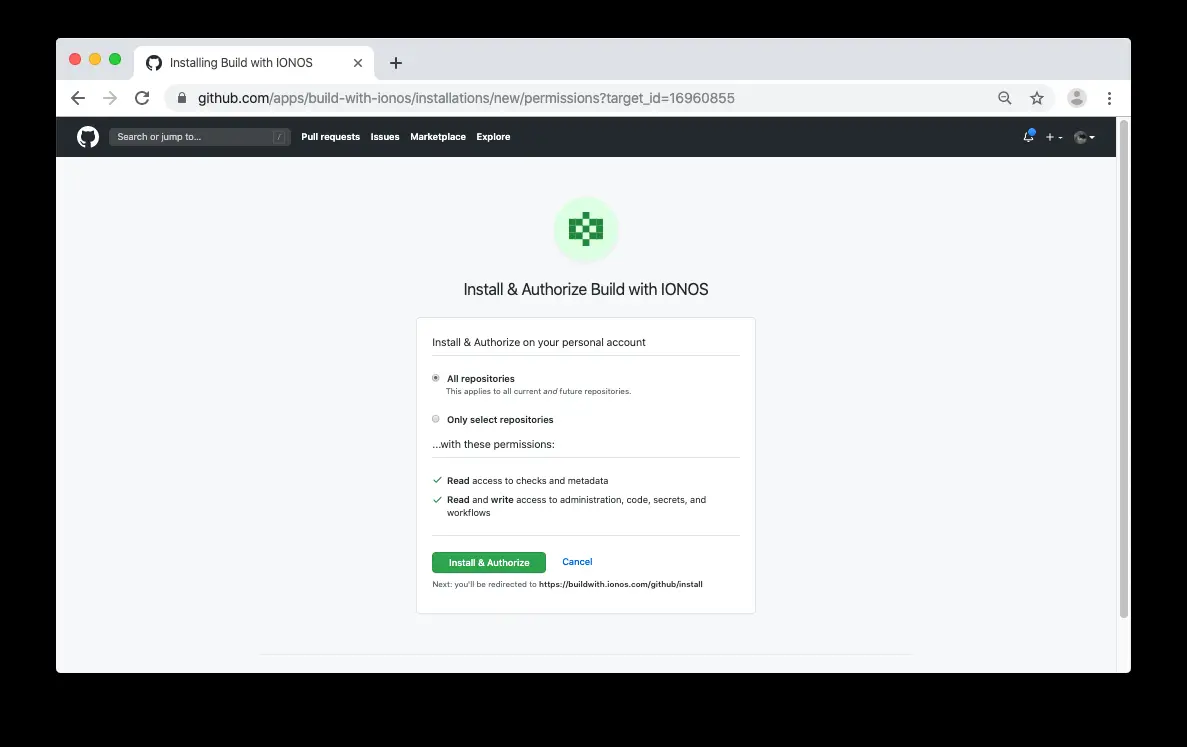 Installing Build with IONOS
github.com/apps/build-with-ionos/installations/new/permissions?target_id=16960855
Search or jump to... /
Pull requests Issues Marketplace Explore
Install & Authorize Build with IONOS
Install & Authorize on your personal account
All repositories
This applies to all current and future repositories.
Only select repositories
...with these permissions:
Read access to checks and metadata
Read and write access to administration, code, secrets, and
workflows
Install & Authorize Cancel
Next: you'll be redirected to https://buildwith.ionos.com/github/install